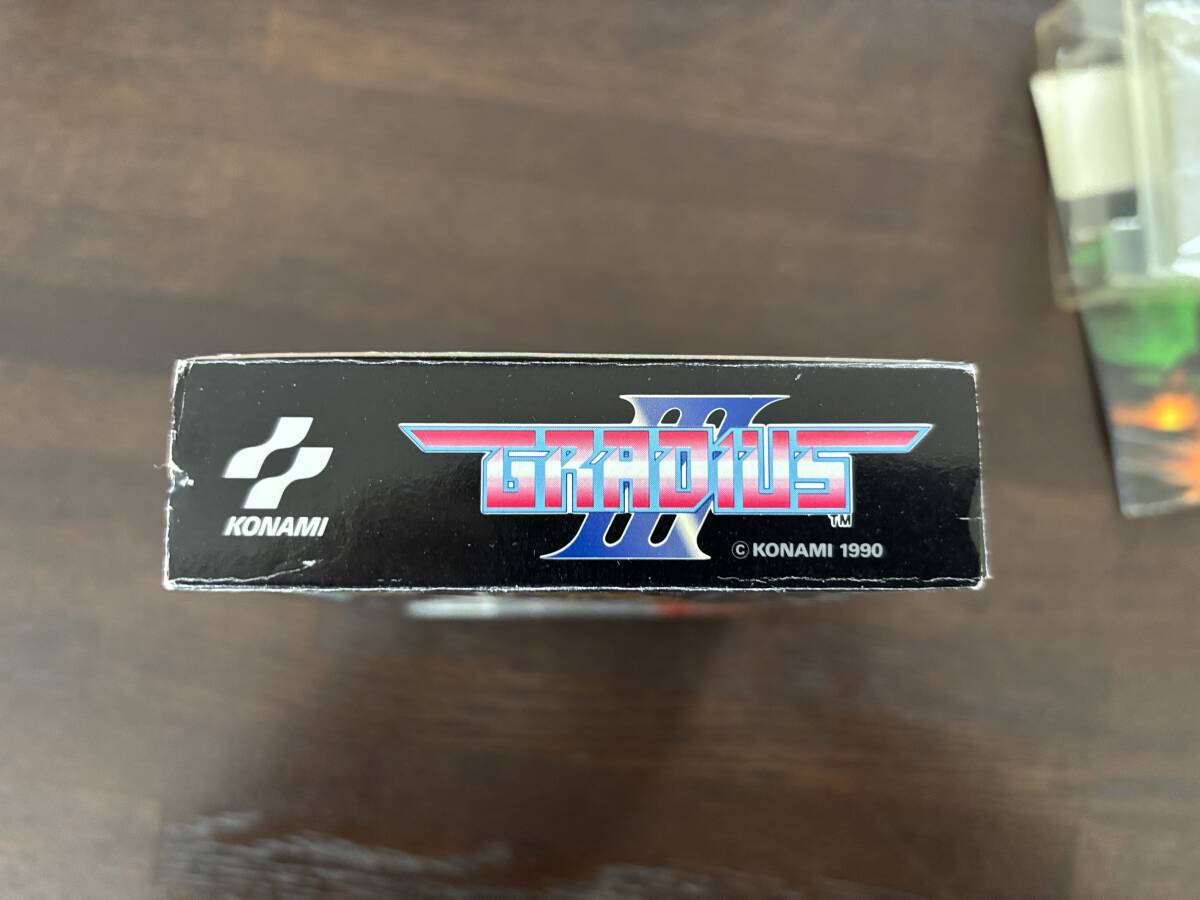 KONAMI
GRADIUS
III
TM
© KONAMI 1990